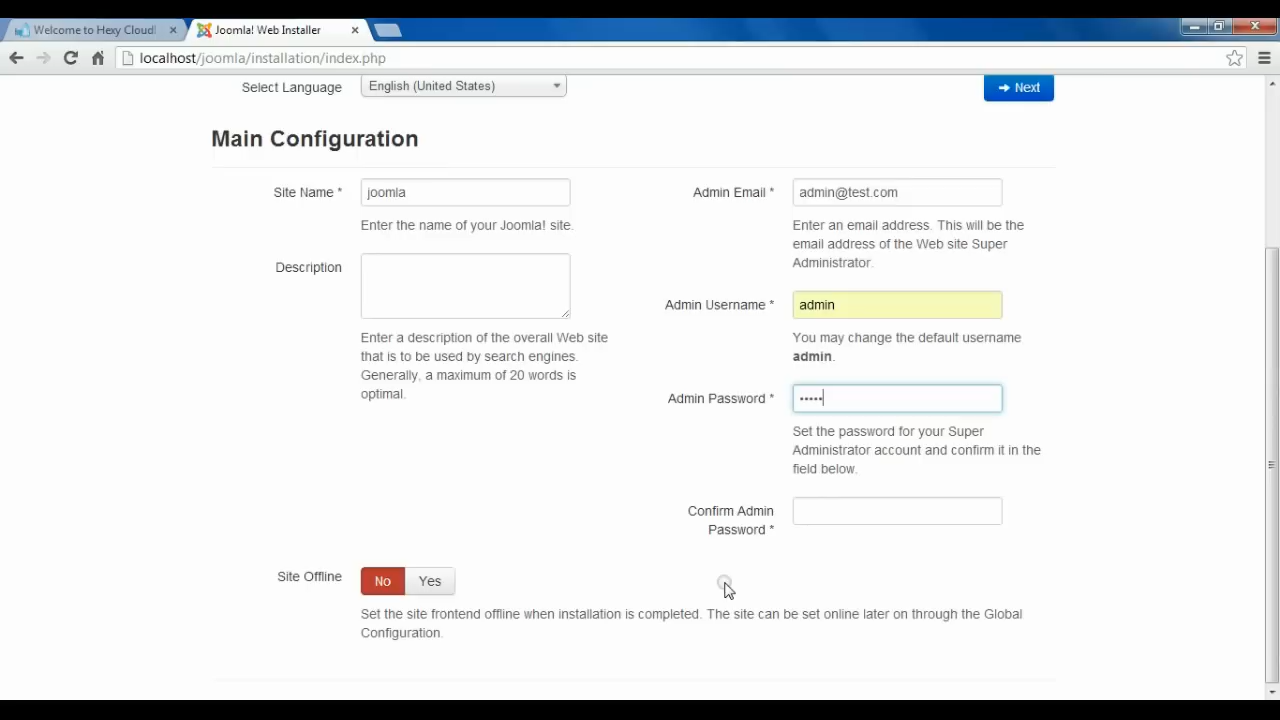 Welcome to Hexy Cloud!
Joomla! Web Installer
localhost/joomla/installation/index.php
Select Language
English (United States)
Next
Main Configuration
Site Name *
joomla
Enter the name of your Joomla! site.
Description
Enter a description of the overall Web site
that is to be used by search engines.
Generally, a maximum of 20 words is
optimal.
Admin Email *
admin@test.com
Enter an email address. This will be the
email address of the Web site Super
Administrator.
Admin Username *
admin
You may change the default username
admin.
Admin Password *
•••••
Set the password for your Super
Administrator account and confirm it in the
field below.
Confirm Admin
Password *
Site Offline
No
Yes
Set the site frontend offline when installation is completed. The site can be set online later on through the Global
Configuration.